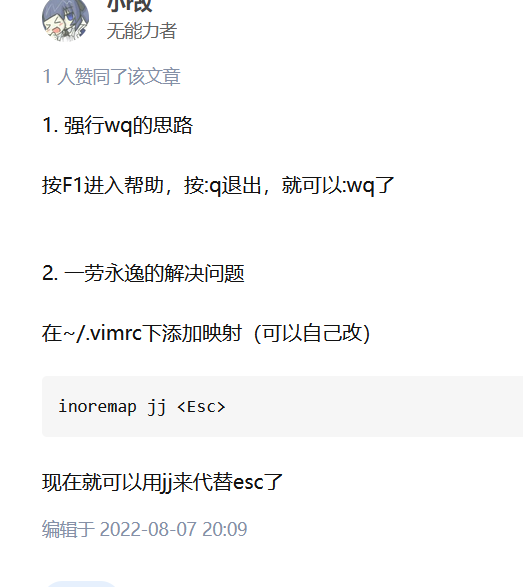 小r改
无能力者
1 人赞同了该文章
1. 强行wq的思路
按F1进入帮助，按:q退出，就可以:wq了
2. 一劳永逸的解决问题
在~/.vimrc下添加映射（可以自己改）
inoremap jj <Esc>
现在就可以用jj来代替esc了
编辑于 2022-08-07 20:09